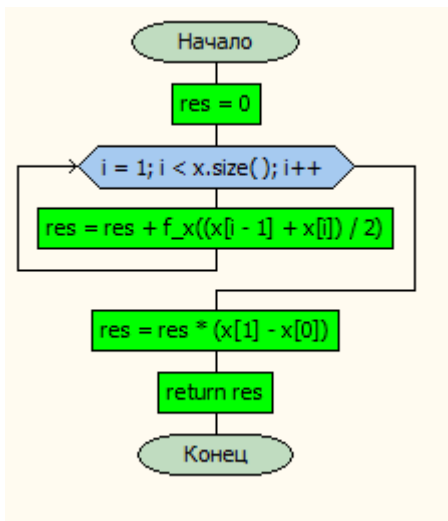 Начало
res = 0
i = 1; i < x.size( ); i++
res = res + f_x((x[i - 1] + x[i]) / 2)
res = res * (x[1] - x[0])
return res
Конец